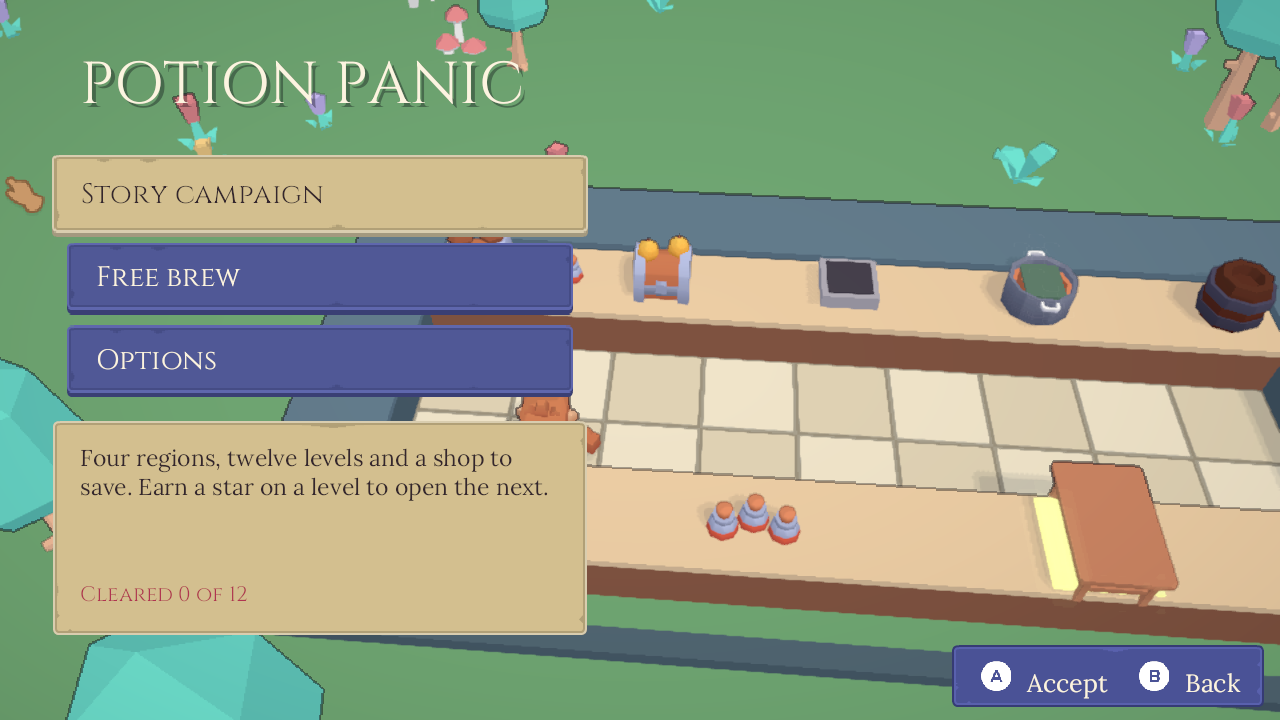 POTION PANIC
Story campaign
Free brew
Options
Four regions, twelve levels and a shop to
save. Earn a star on a level to open the next.
Cleared 0 of 12
A Accept B Back